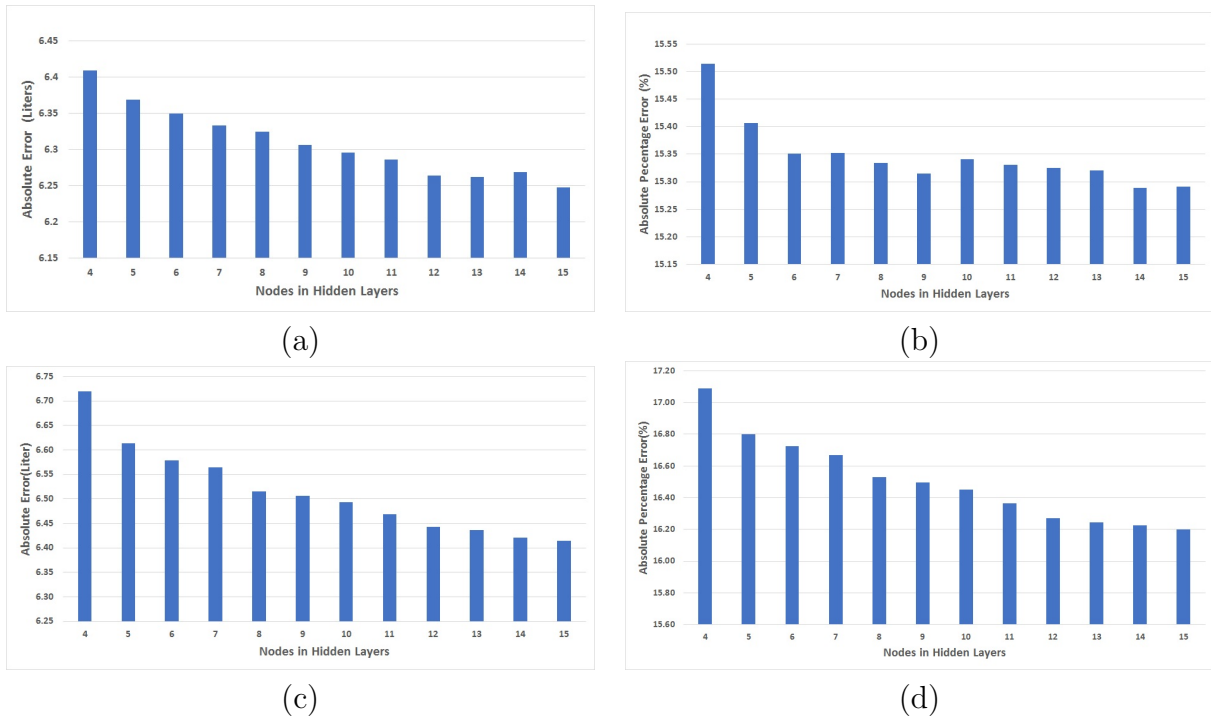 Absolute Error (Liters)
6.45
6.4
6.35
6.3
6.25
6.2
6.15
4 5 6 7 8 9 10 11 12 13 14 15
Nodes in Hidden Layers
(a)
Absolute Pecentage Error (%)
15.55
15.50
15.45
15.40
15.35
15.30
15.25
15.20
15.15
4 5 6 7 8 9 10 11 12 13 14 15
Nodes in Hidden Layers
(b)
Absolute Error(Liter)
6.75
6.70
6.65
6.60
6.55
6.50
6.45
6.40
6.35
6.30
6.25
4 5 6 7 8 9 10 11 12 13 14 15
Nodes in Hidden Layers
(c)
Absolute Percentage Error(%)
17.20
17.00
16.80
16.60
16.40
16.20
16.00
15.80
15.60
4 5 6 7 8 9 10 11 12 13 14 15
Nodes in Hidden Layers
(d)